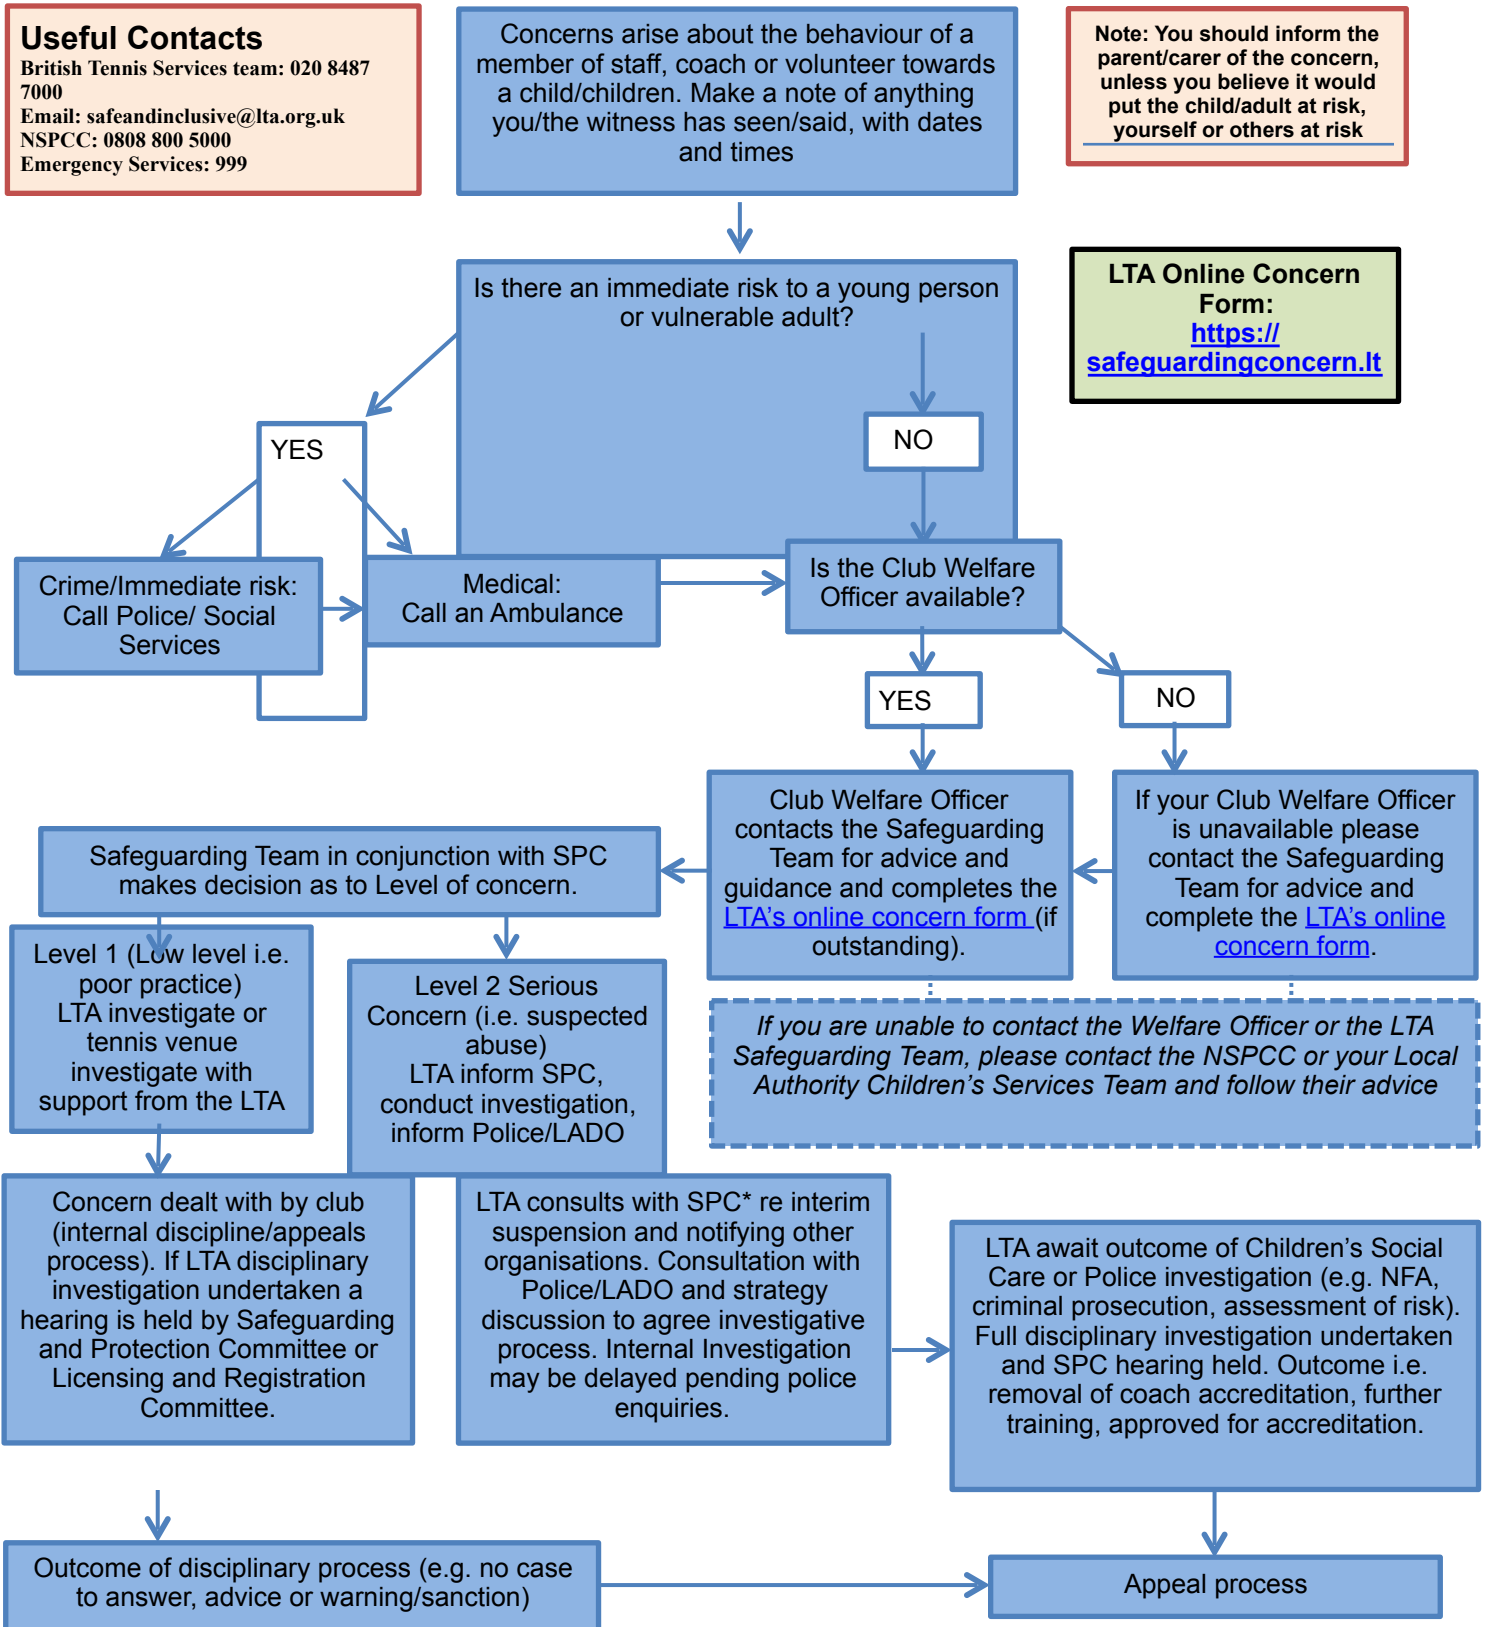 Useful Contacts
British Tennis Services team: 020 8487
7000
Email: safeandinclusive@lta.org.uk
NSPCC: 0808 800 5000
Emergency Services: 999
Concerns arise about the behaviour of a
member of staff, coach or volunteer towards
a child/children. Make a note of anything
you/the witness has seen/said, with dates
and times
Note: You should inform the
parent/carer of the concern,
unless you believe it would
put the child/adult at risk,
yourself or others at risk
Is there an immediate risk to a young person
or vulnerable adult?
LTA Online Concern
Form:
https://
safeguardingconcern.lt
YES
NO
Crime/Immediate risk:
Call Police/ Social
Services
Medical:
Call an Ambulance
Is the Club Welfare
Officer available?
YES
NO
Club Welfare Officer
contacts the Safeguarding
Team for advice and
guidance and completes the
LTA's online concern form (if
outstanding).
If your Club Welfare Officer
is unavailable please
contact the Safeguarding
Team for advice and
complete the LTA's online
concern form.
Safeguarding Team in conjunction with SPC
makes decision as to Level of concern.
Level 1 (Low level i.e.
poor practice)
LTA investigate or
tennis venue
investigate with
support from the LTA
Level 2 Serious
Concern (i.e. suspected
abuse)
LTA inform SPC,
conduct investigation,
inform Police/LADO
If you are unable to contact the Welfare Officer or the LTA
Safeguarding Team, please contact the NSPCC or your Local
Authority Children's Services Team and follow their advice
Concern dealt with by club
(internal discipline/appeals
process). If LTA disciplinary
investigation undertaken a
hearing is held by Safeguarding
and Protection Committee or
Licensing and Registration
Committee.
LTA consults with SPC* re interim
suspension and notifying other
organisations. Consultation with
Police/LADO and strategy
discussion to agree investigative
process. Internal Investigation
may be delayed pending police
enquiries.
LTA await outcome of Children's Social
Care or Police investigation (e.g. NFA,
criminal prosecution, assessment of risk).
Full disciplinary investigation undertaken
and SPC hearing held. Outcome i.e.
removal of coach accreditation, further
training, approved for accreditation.
Outcome of disciplinary process (e.g. no case
to answer, advice or warning/sanction)
Appeal process